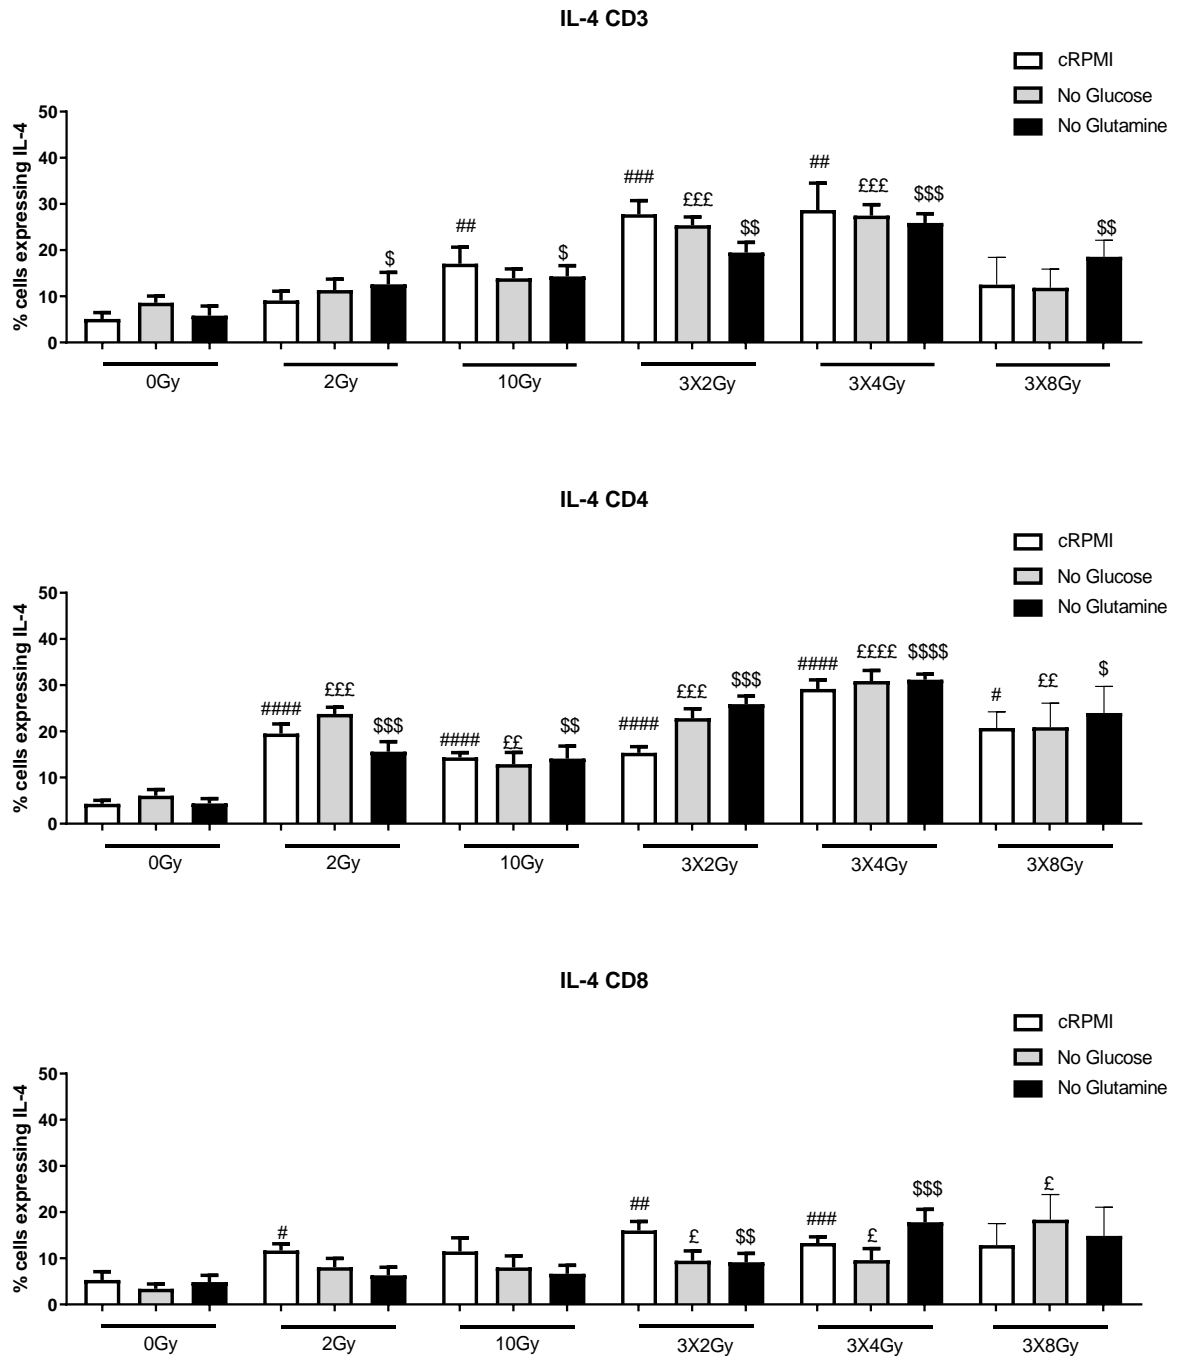 IL-4 CD3
cRPMI
No Glucose
No Glutamine
% cells expressing IL-4
50
40
30
20
10
0
$
##
$
###
£££
$$
##
£££
$$$
$$
0Gy
2Gy
10Gy
3X2Gy
3X4Gy
3X8Gy
IL-4 CD4
cRPMI
No Glucose
No Glutamine
% cells expressing IL-4
50
40
30
20
10
0
####
£££
$$$
####
££
$$
####
£££
$$$
####
££££
$$$$
#
££
$
0Gy
2Gy
10Gy
3X2Gy
3X4Gy
3X8Gy
IL-4 CD8
cRPMI
No Glucose
No Glutamine
% cells expressing IL-4
50
40
30
20
10
0
#
##
£
$$
###
£
$$$
£
0Gy
2Gy
10Gy
3X2Gy
3X4Gy
3X8Gy